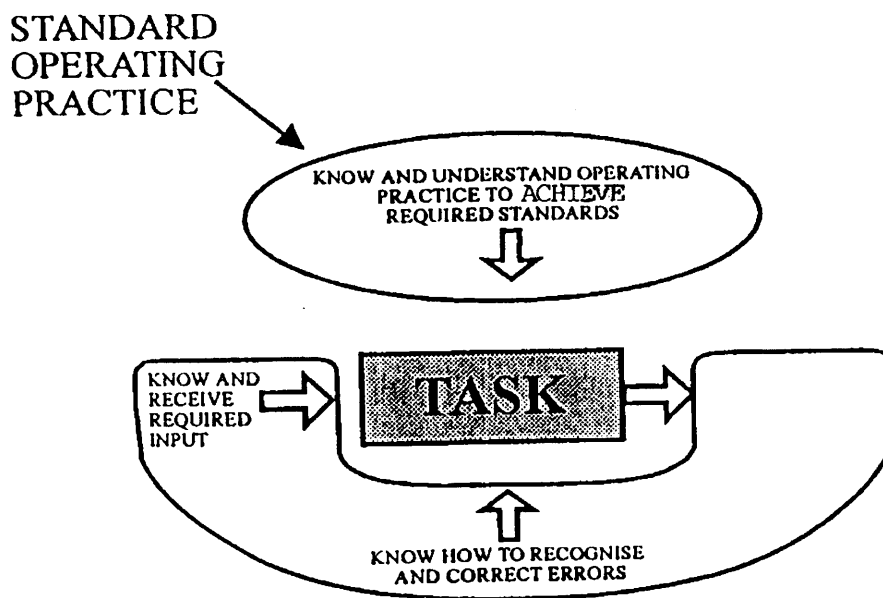 STANDARD
OPERATING
PRACTICE
KNOW AND UNDERSTAND OPERATING
PRACTICE TO ACHIEVE
REQUIRED STANDARDS
KNOW AND
RECEIVE
REQUIRED
INPUT
TASK
KNOW HOW TO RECOGNISE
AND CORRECT ERRORS